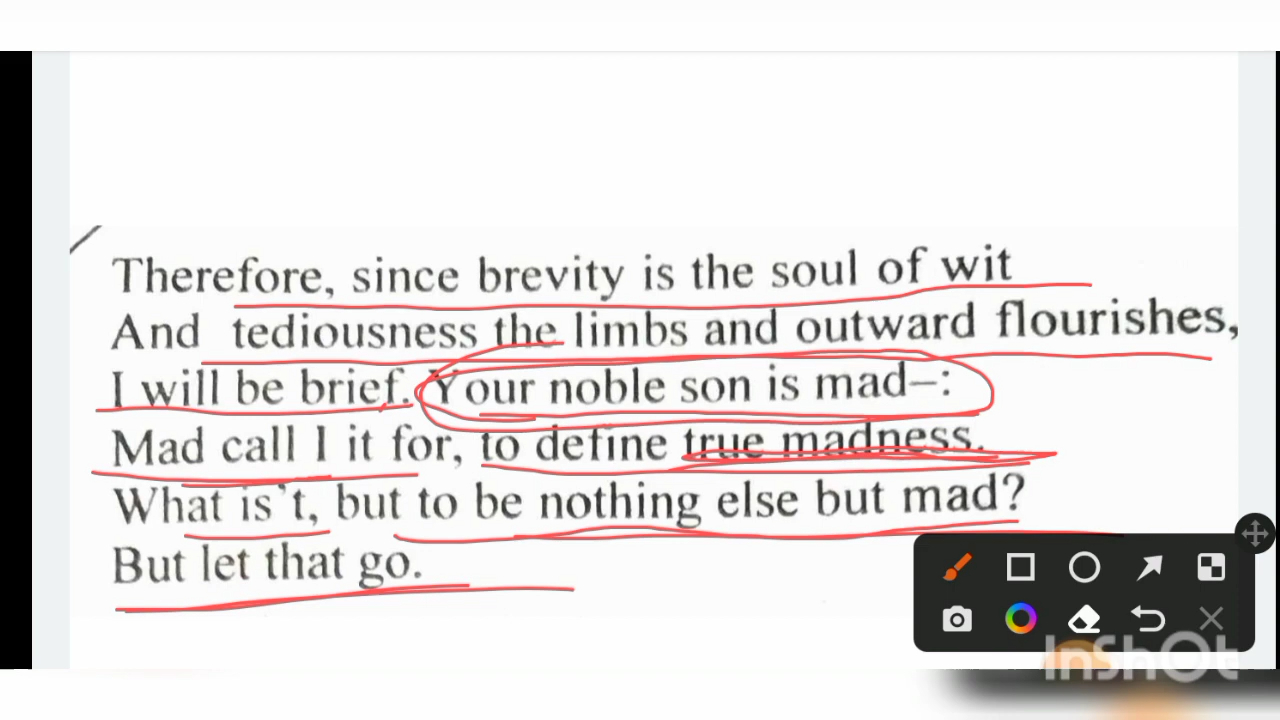 Therefore, since brevity is the soul of wit
And tediousness the limbs and outward flourishes,
I will be brief. Your noble son is mad–:
Mad call I it for, to define true madness.
What is't, but to be nothing else but mad?
But let that go.
InShOt